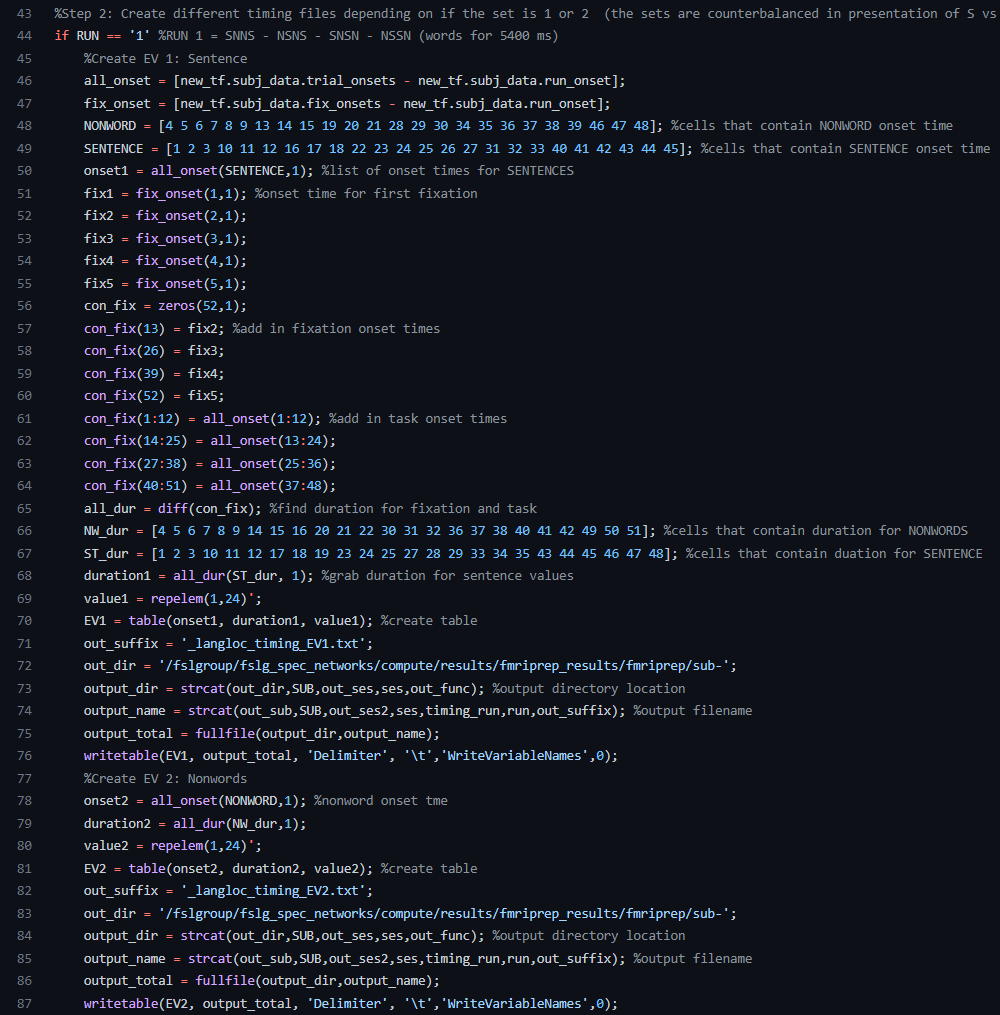 43 %Step 2: Create different timing files depending on if the set is 1 or 2  (the sets are counterbalanced in presentation of S vs
44 if RUN == '1' %RUN 1 = SNNS - NSNS - SNSN - NSSN (words for 5400 ms)
45     %Create EV 1: Sentence
46     all_onset = [new_tf.subj_data.trial_onsets - new_tf.subj_data.run_onset];
47     fix_onset = [new_tf.subj_data.fix_onsets - new_tf.subj_data.run_onset];
48     NONWORD = [4 5 6 7 8 9 13 14 15 19 20 21 28 29 30 34 35 36 37 38 39 46 47 48]; %cells that contain NONWORD onset time
49     SENTENCE = [1 2 3 10 11 12 16 17 18 22 23 24 25 26 27 31 32 33 40 41 42 43 44 45]; %cells that contain SENTENCE onset time
50     onset1 = all_onset(SENTENCE,1); %list of onset times for SENTENCES
51     fix1 = fix_onset(1,1); %onset time for first fixation
52     fix2 = fix_onset(2,1);
53     fix3 = fix_onset(3,1);
54     fix4 = fix_onset(4,1);
55     fix5 = fix_onset(5,1);
56     con_fix = zeros(52,1);
57     con_fix(13) = fix2; %add in fixation onset times
58     con_fix(26) = fix3;
59     con_fix(39) = fix4;
60     con_fix(52) = fix5;
61     con_fix(1:12) = all_onset(1:12); %add in task onset times
62     con_fix(14:25) = all_onset(13:24);
63     con_fix(27:38) = all_onset(25:36);
64     con_fix(40:51) = all_onset(37:48);
65     all_dur = diff(con_fix); %find duration for fixation and task
66     NW_dur = [4 5 6 7 8 9 14 15 16 20 21 22 30 31 32 36 37 38 40 41 42 49 50 51]; %cells that contain duration for NONWORDS
67     ST_dur = [1 2 3 10 11 12 17 18 19 23 24 25 27 28 29 33 34 35 43 44 45 46 47 48]; %cells that contain duation for SENTENCE
68     duration1 = all_dur(ST_dur, 1); %grab duration for sentence values
69     value1 = repelem(1,24)';
70     EV1 = table(onset1, duration1, value1); %create table
71     out_suffix = '_langloc_timing_EV1.txt';
72     out_dir = '/fslgroup/fslg_spec_networks/compute/results/fmriprep_results/fmriprep/sub-';
73     output_dir = strcat(out_dir,SUB,out_ses,ses,out_func); %output directory location
74     output_name = strcat(out_sub,SUB,out_ses2,ses,timing_run,run,out_suffix); %output filename
75     output_total = fullfile(output_dir,output_name);
76     writetable(EV1, output_total, 'Delimiter', '\t','WriteVariableNames',0);
77     %Create EV 2: Nonwords
78     onset2 = all_onset(NONWORD,1); %nonword onset tme
79     duration2 = all_dur(NW_dur,1);
80     value2 = repelem(1,24)';
81     EV2 = table(onset2, duration2, value2); %create table
82     out_suffix = '_langloc_timing_EV2.txt';
83     out_dir = '/fslgroup/fslg_spec_networks/compute/results/fmriprep_results/fmriprep/sub-';
84     output_dir = strcat(out_dir,SUB,out_ses,ses,out_func); %output directory location
85     output_name = strcat(out_sub,SUB,out_ses2,ses,timing_run,run,out_suffix); %output filename
86     output_total = fullfile(output_dir,output_name);
87     writetable(EV2, output_total, 'Delimiter', '\t','WriteVariableNames',0);